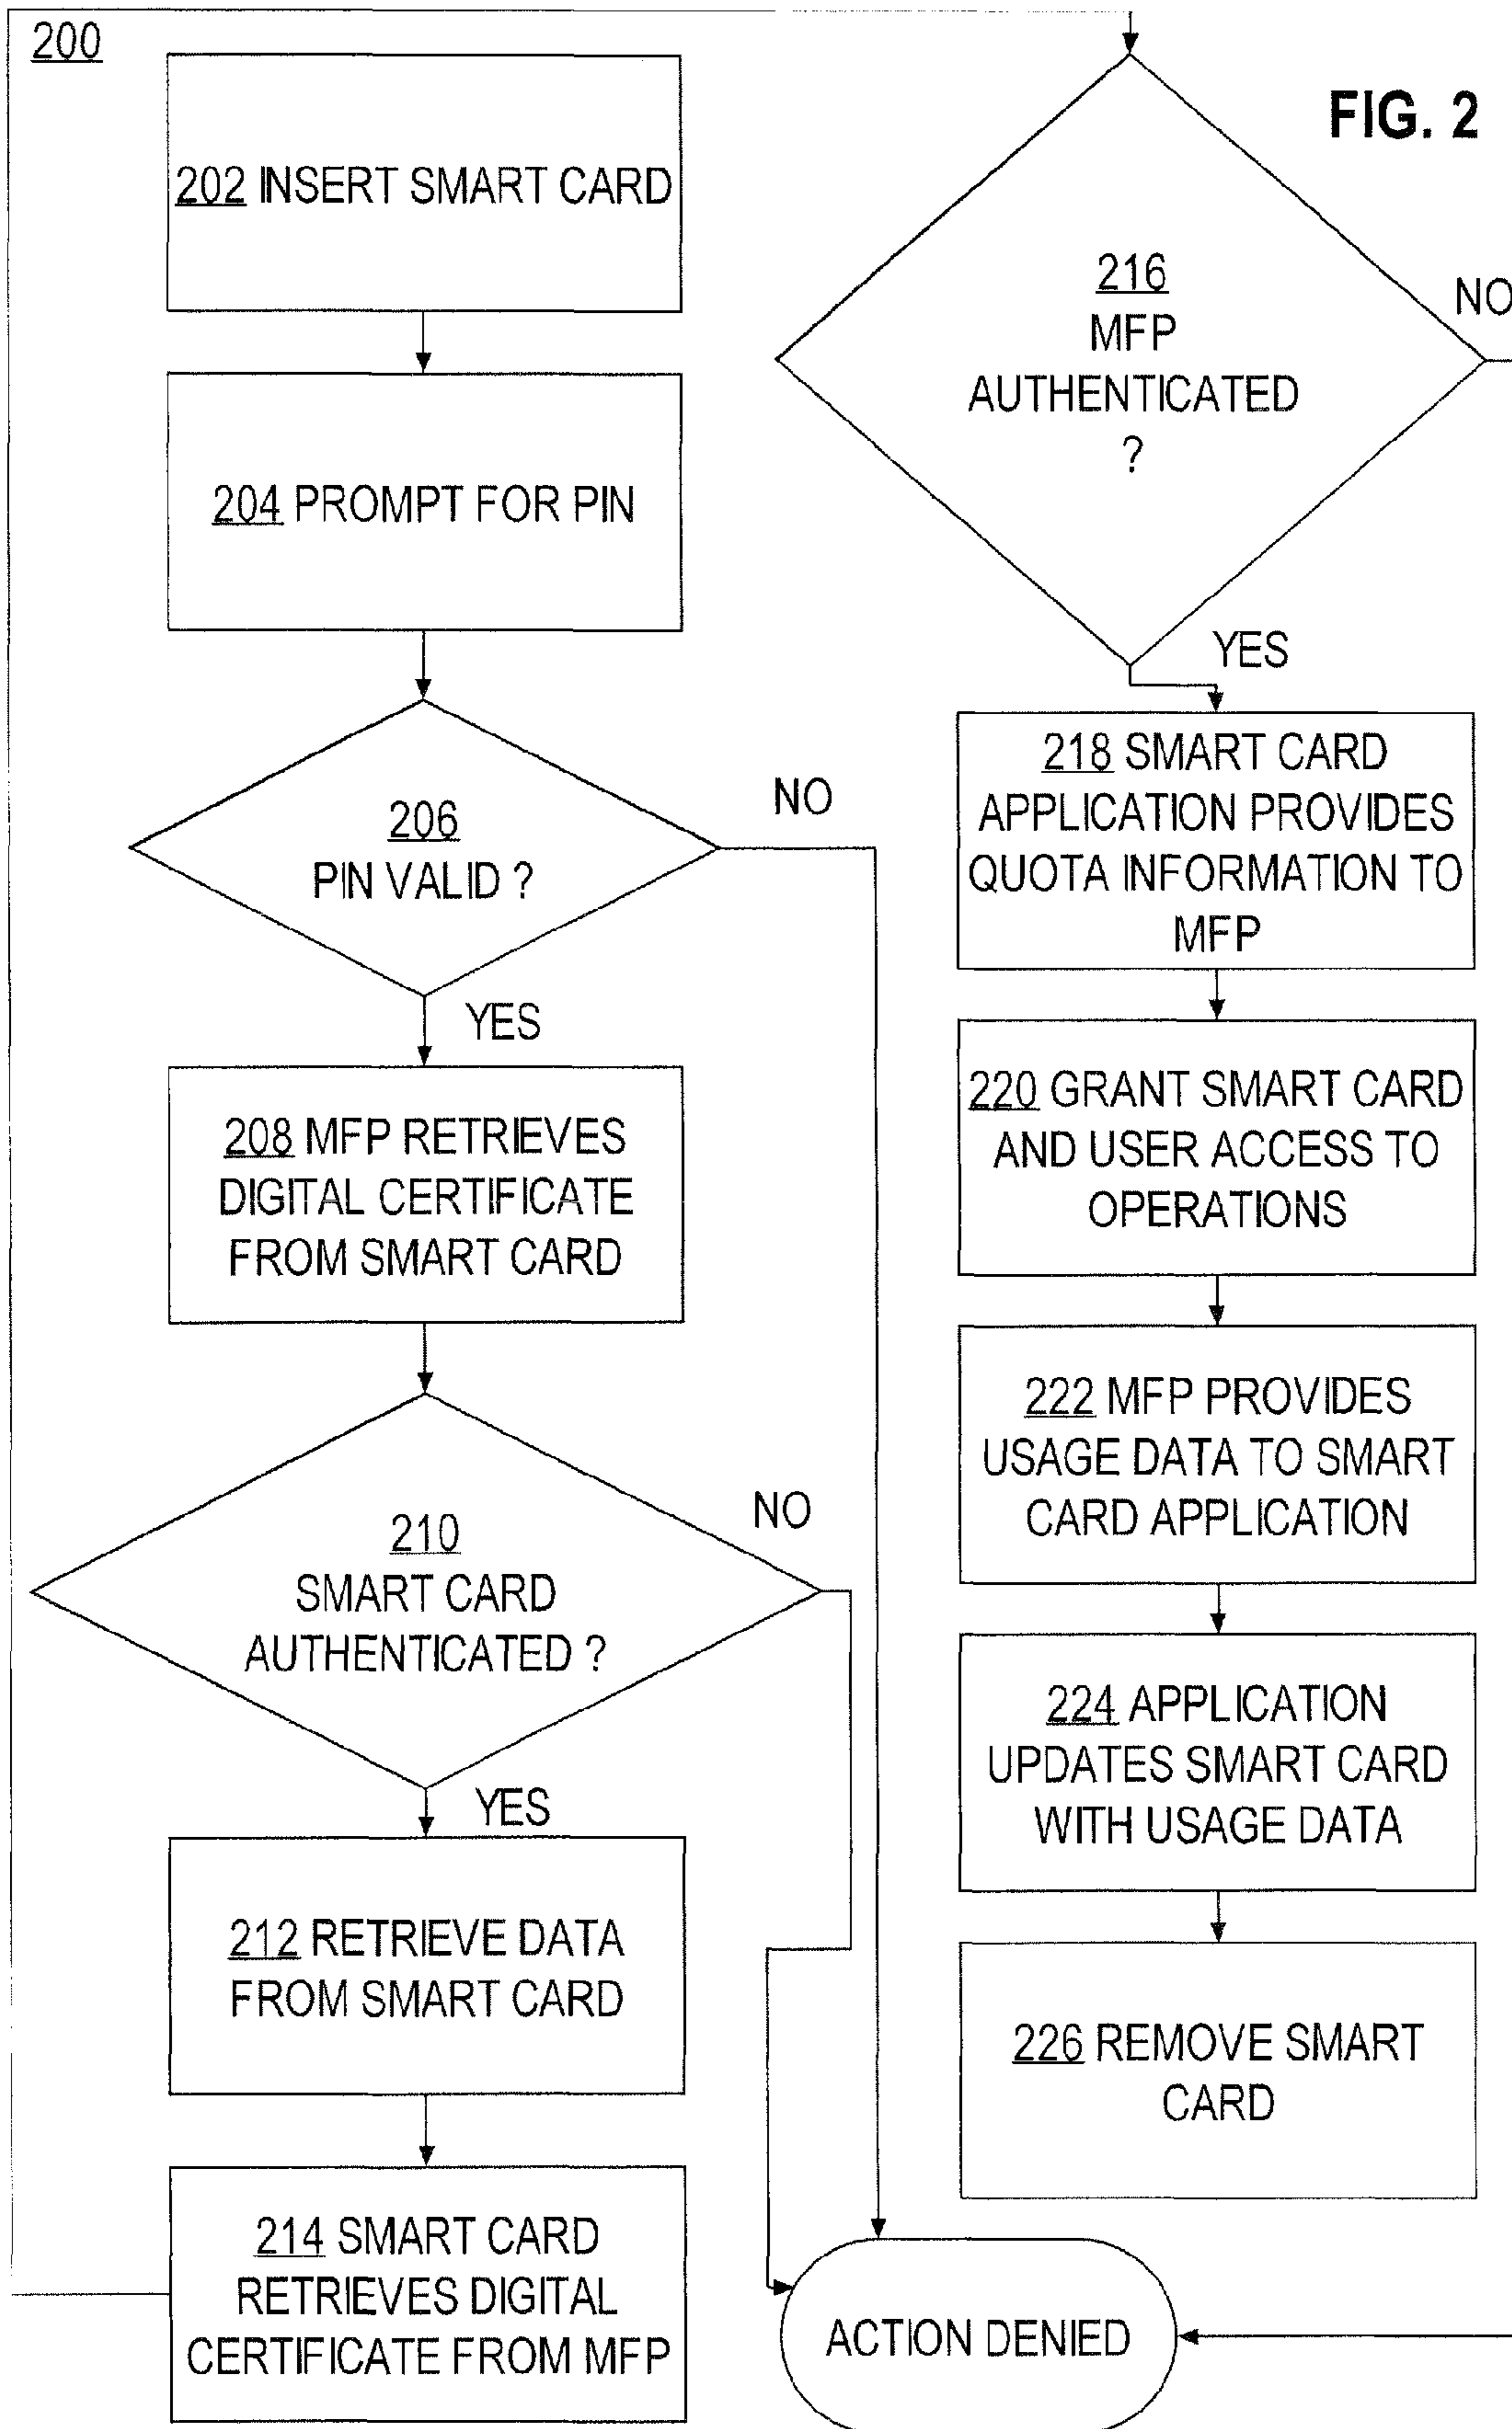 200
FIG. 2
202 INSERT SMART CARD
204 PROMPT FOR PIN
206
PIN VALID ?
NO
YES
208 MFP RETRIEVES
DIGITAL CERTIFICATE
FROM SMART CARD
210
SMART CARD
AUTHENTICATED ?
NO
YES
212 RETRIEVE DATA
FROM SMART CARD
214 SMART CARD
RETRIEVES DIGITAL
CERTIFICATE FROM MFP
216
MFP
AUTHENTICATED
?
NO
YES
218 SMART CARD
APPLICATION PROVIDES
QUOTA INFORMATION TO
MFP
220 GRANT SMART CARD
AND USER ACCESS TO
OPERATIONS
222 MFP PROVIDES
USAGE DATA TO SMART
CARD APPLICATION
224 APPLICATION
UPDATES SMART CARD
WITH USAGE DATA
226 REMOVE SMART
CARD
ACTION DENIED